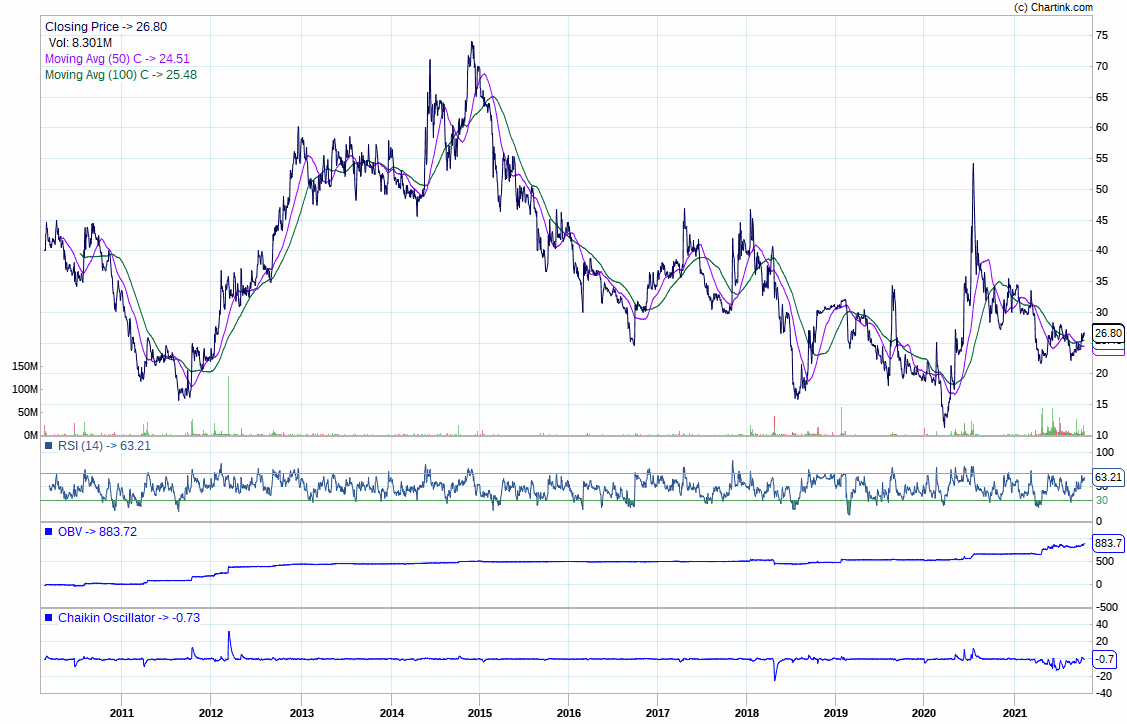 (c) Chartink.com
Closing Price -> 26.80
Vol: 8.301M
Moving Avg (50) C -> 24.51
Moving Avg (100) C -> 25.48
75
70
65
60
55
50
45
40
35
30
26.80
20
15
10
150M
100M
50M
0M
RSI (14) -> 63.21
100
63.21
30
0
OBV -> 883.72
883.7
500
0
-500
Chaikin Oscillator -> -0.73
40
20
-0.7
-20
-40
2011 2012 2013 2014 2015 2016 2017 2018 2019 2020 2021